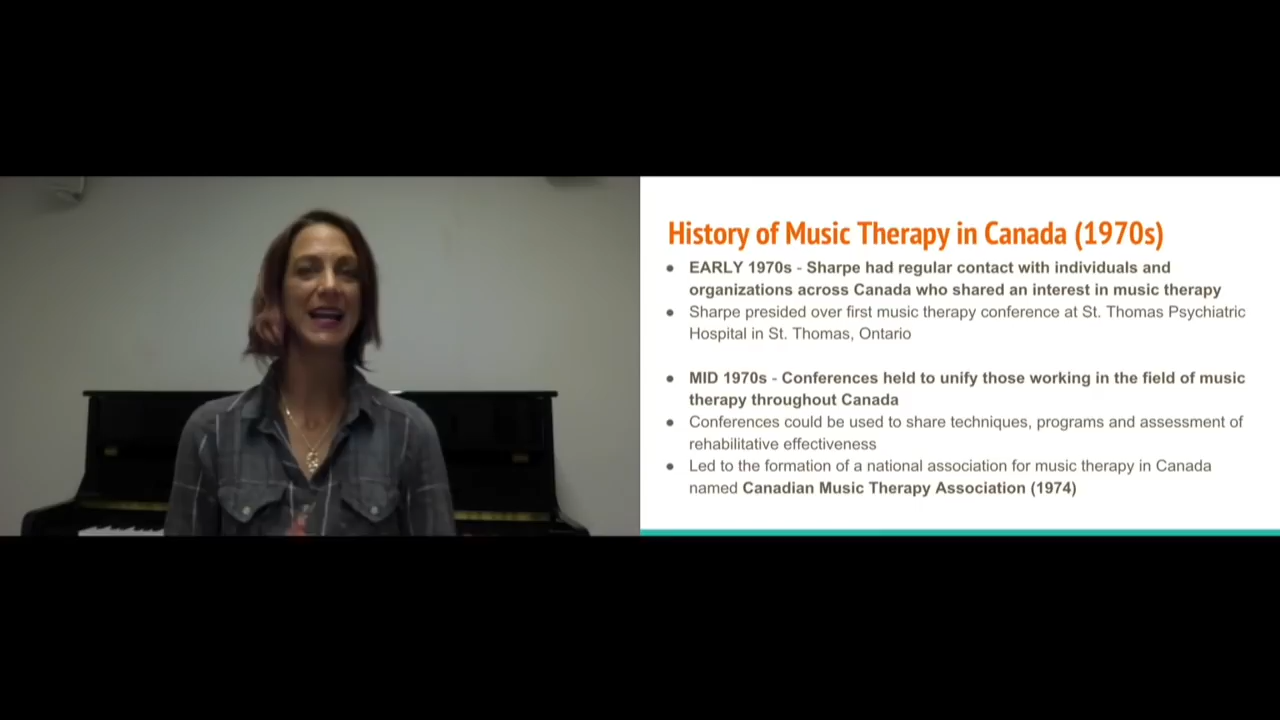 History of Music Therapy in Canada (1970s)
● EARLY 1970s - Sharpe had regular contact with individuals and
organizations across Canada who shared an interest in music therapy
● Sharpe presided over first music therapy conference at St. Thomas Psychiatric
Hospital in St. Thomas, Ontario
● MID 1970s - Conferences held to unify those working in the field of music
therapy throughout Canada
● Conferences could be used to share techniques, programs and assessment of
rehabilitative effectiveness
● Led to the formation of a national association for music therapy in Canada
named Canadian Music Therapy Association (1974)